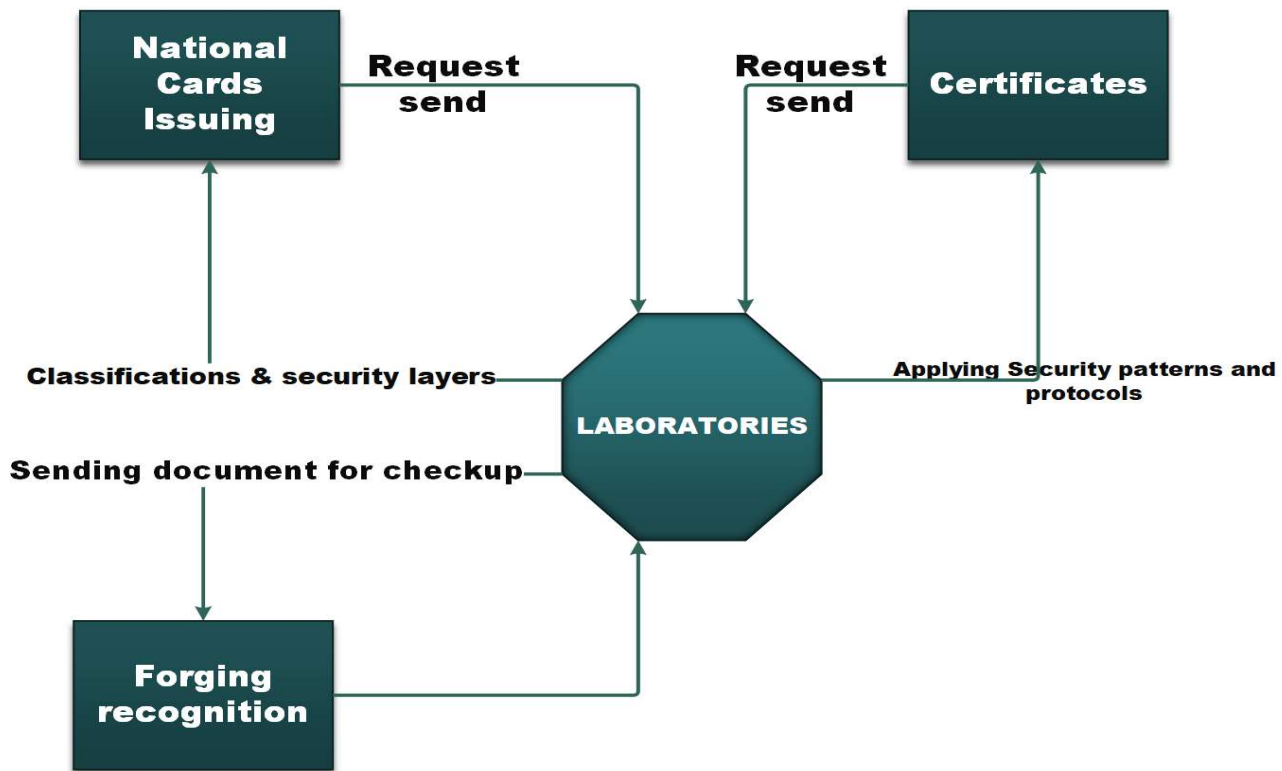 National
Cards
Issuing
Request
send
Request
send
Certificates
Classifications & security layers
Applying Security patterns and
protocols
LABORATORIES
Sending document for checkup
Forging
recognition